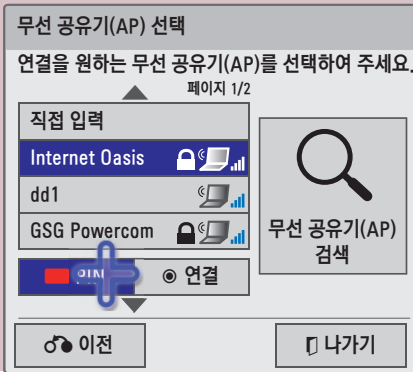 무선 공유기(AP) 선택
연결을 원하는 무선 공유기(AP)를 선택하여 주세요.
페이지 1/2
직접 입력
Internet Oasis
dd1
GSG Powercom
무선 공유기(AP)
검색
연결
이전
나가기